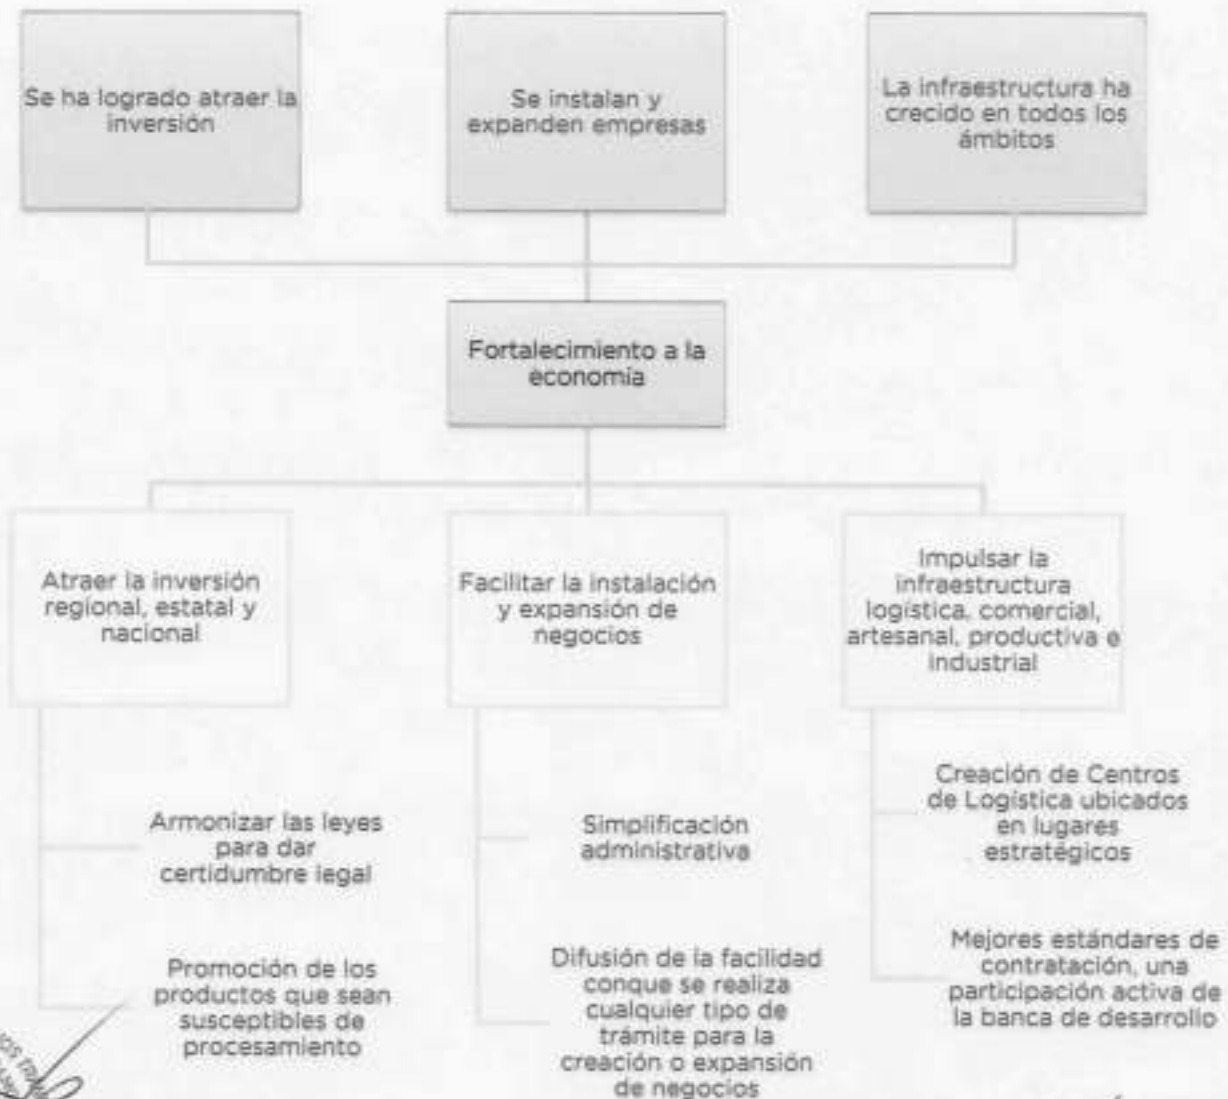 Se ha logrado atraer la
inversión
Se instalan y
expanden empresas
La infraestructura ha
crecido en todos los
ámbitos
Fortalecimiento a la
economía
Atraer la inversión
regional, estatal y
nacional
Facilitar la instalación
y expansión de
negocios
Impulsar la
infraestructura
logística, comercial,
artesanal, productiva e
industrial
Armonizar las leyes
para dar
certidumbre legal
Promoción de los
productos que sean
susceptibles de
procesamiento
Simplificación
administrativa
Difusión de la facilidad
conque se realiza
cualquier tipo de
trámite para la
creación o expansión
de negocios
Creación de Centros
de Logística ubicados
en lugares
estratégicos
Mejores estándares de
contratación, una
participación activa de
la banca de desarrollo